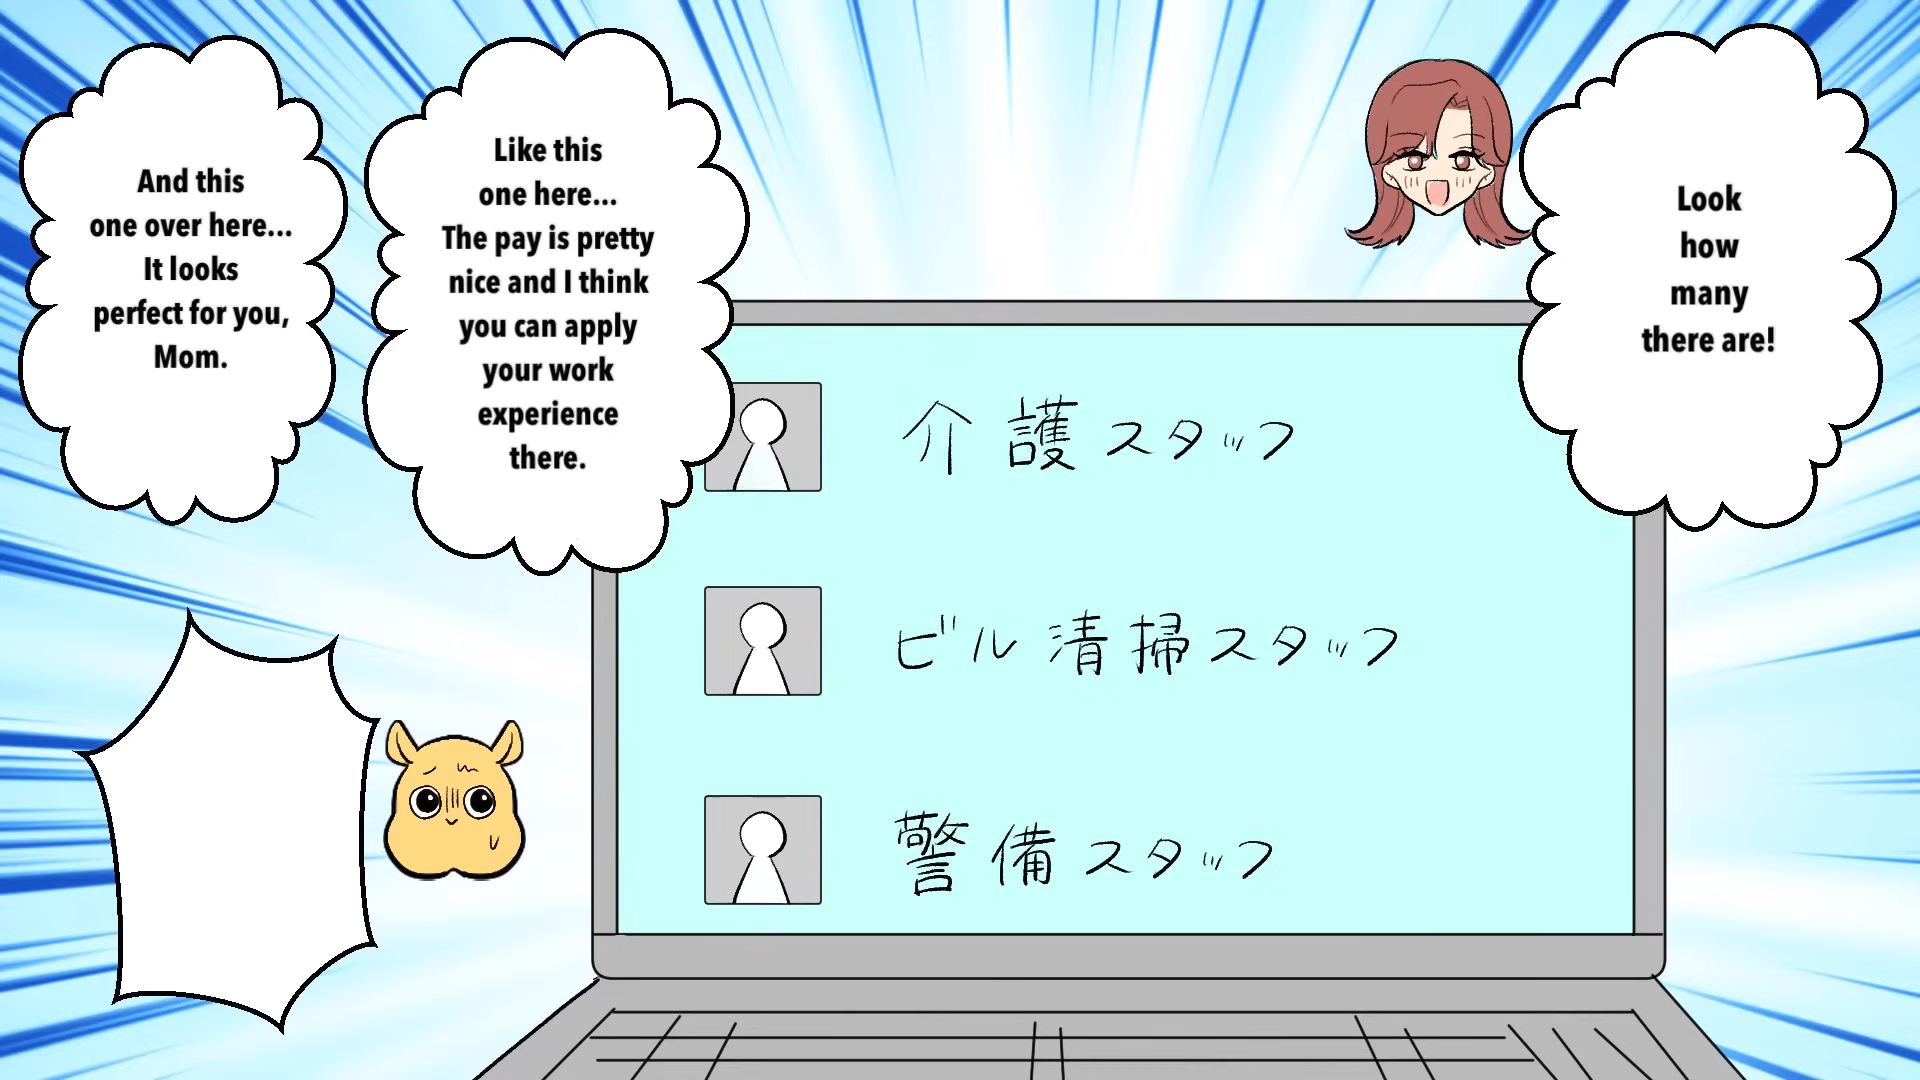 Look
how
many
there are!
Like this
one here...
The pay is pretty
nice and I think
you can apply
your work
experience
there.
And this
one over here...
It looks
perfect for you,
Mom.
介護スタッフ
ビル清掃スタッフ
警備スタッフ